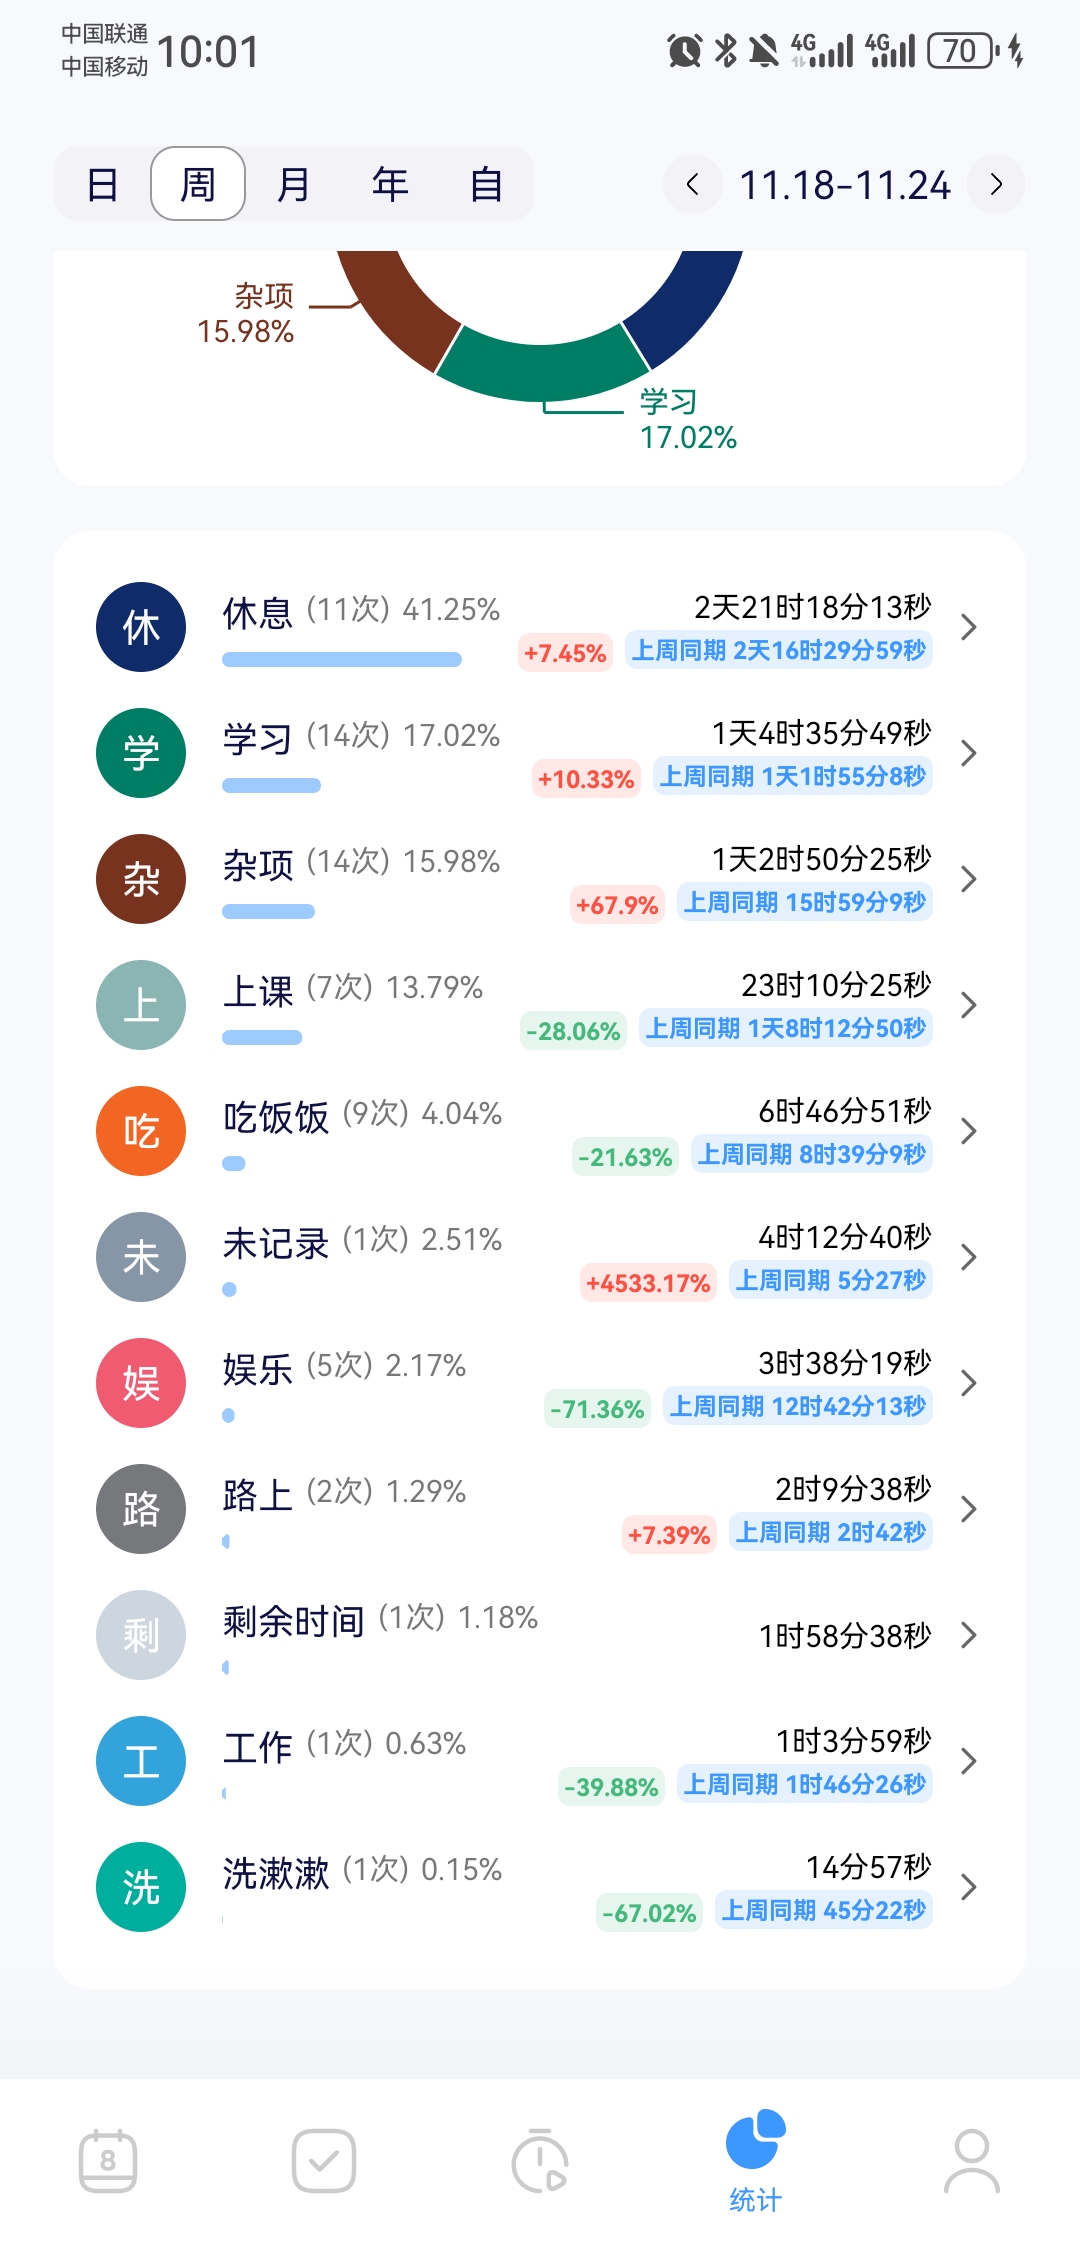 中国联通
中国移动
10:01
4G
4G
70
日 周 月 年 自
11.18-11.24
杂项
15.98%
学习
17.02%
休
休息 (11次) 41.25%
2天21时18分13秒
+7.45%
上周同期 2天16时29分59秒
学
学习 (14次) 17.02%
1天4时35分49秒
+10.33%
上周同期 1天1时55分8秒
杂
杂项 (14次) 15.98%
1天2时50分25秒
+67.9%
上周同期 15时59分9秒
上
上课 (7次) 13.79%
23时10分25秒
-28.06%
上周同期 1天8时12分50秒
吃
吃饭饭 (9次) 4.04%
6时46分51秒
-21.63%
上周同期 8时39分9秒
未
未记录 (1次) 2.51%
4时12分40秒
+4533.17%
上周同期 5分27秒
娱
娱乐 (5次) 2.17%
3时38分19秒
-71.36%
上周同期 12时42分13秒
路
路上 (2次) 1.29%
2时9分38秒
+7.39%
上周同期 2时42秒
剩
剩余时间 (1次) 1.18%
1时58分38秒
工
工作 (1次) 0.63%
1时3分59秒
-39.88%
上周同期 1时46分26秒
洗
洗漱漱 (1次) 0.15%
14分57秒
-67.02%
上周同期 45分22秒
8
统计